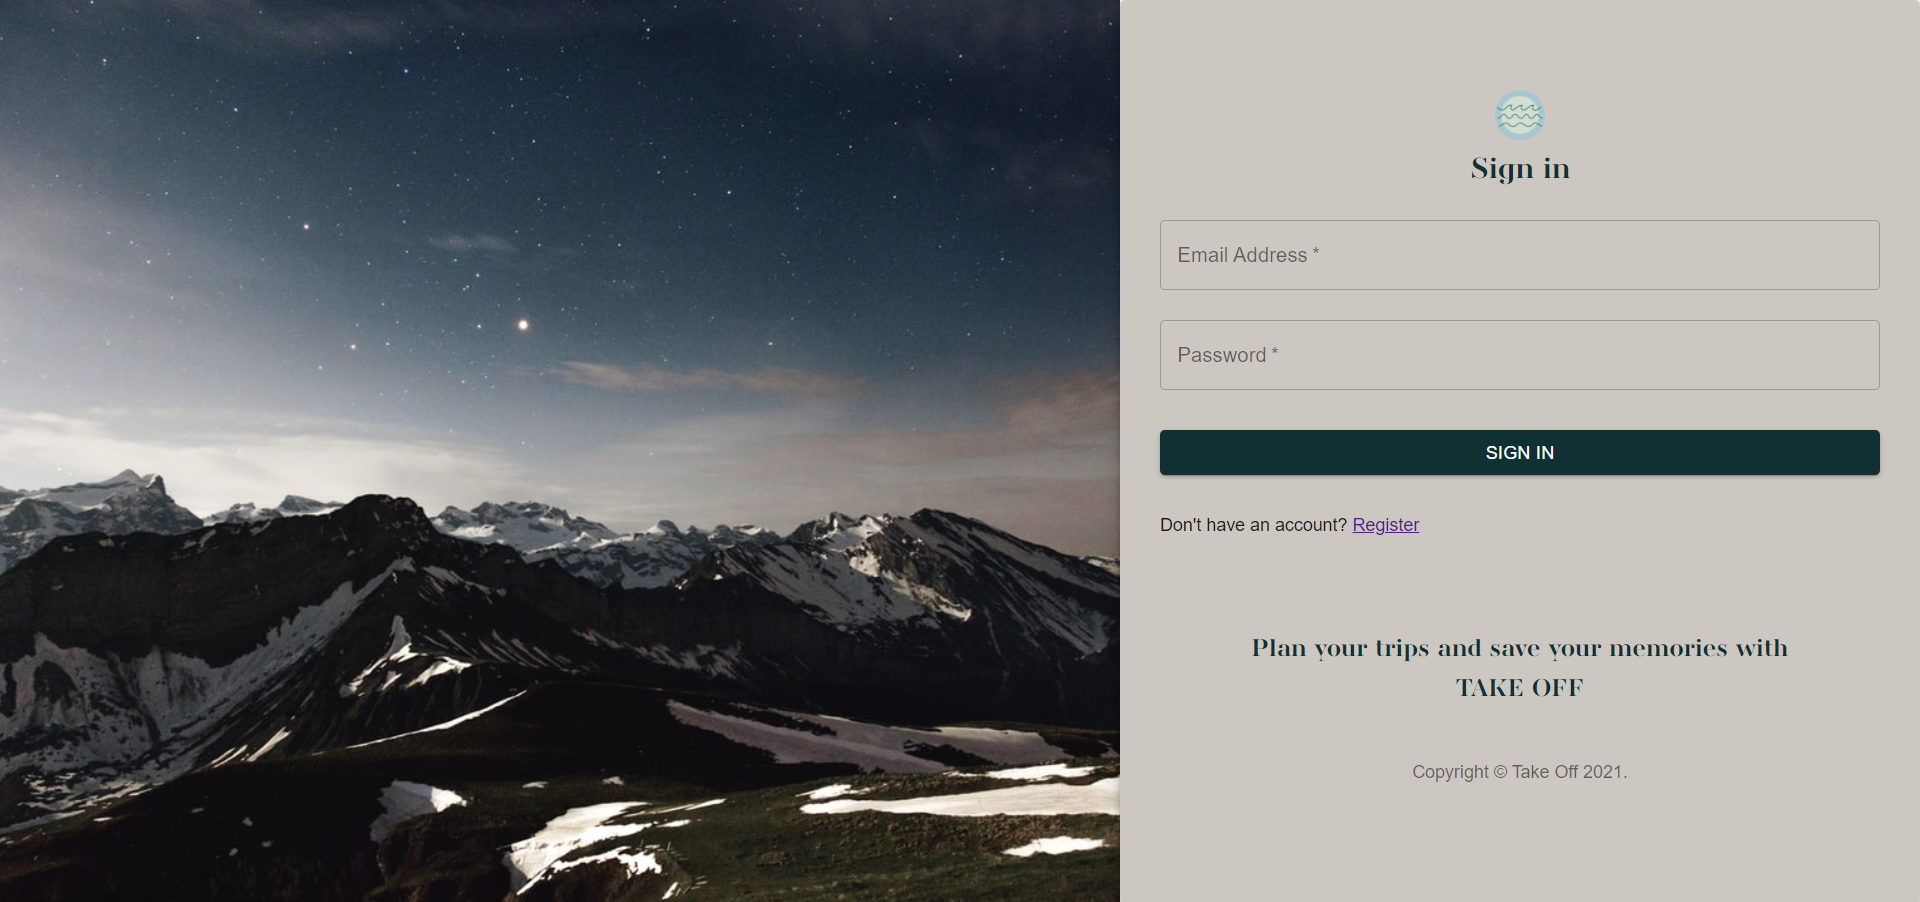 Sign in
Email Address *
Password *
SIGN IN
Don't have an account? Register
Plan your trips and save your memories with
TAKE OFF
Copyright © Take Off 2021.